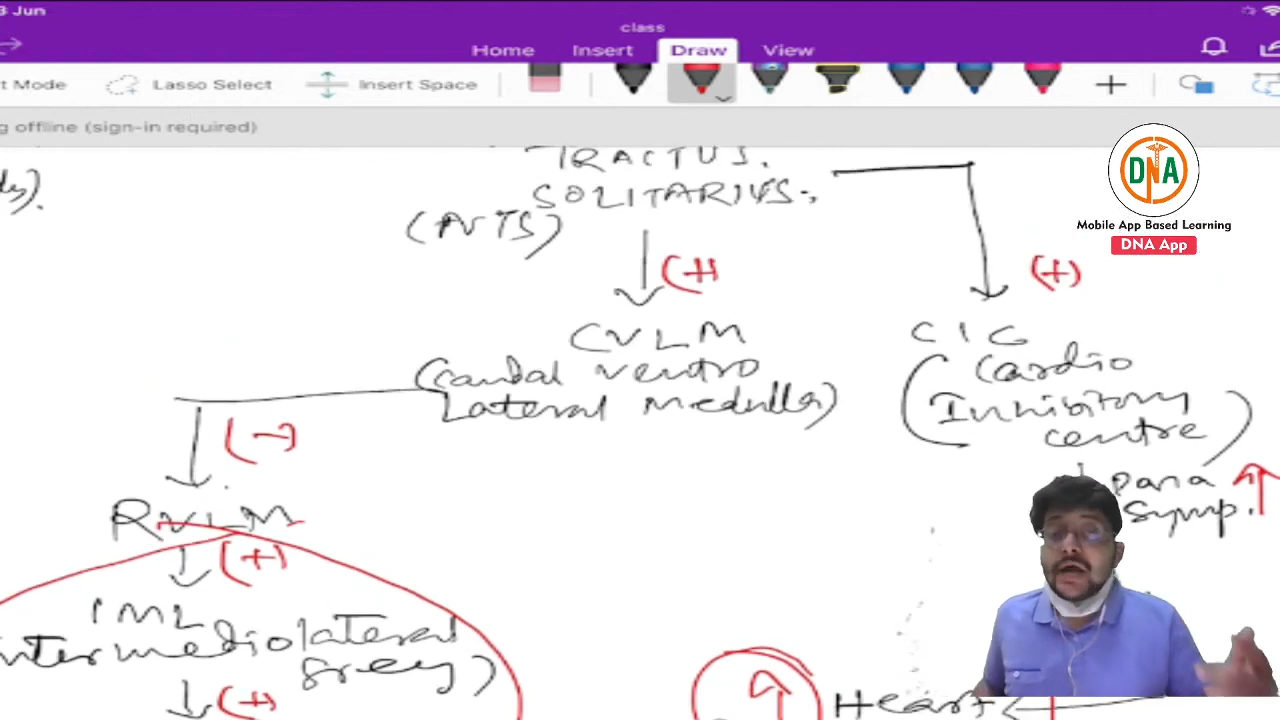 3 Jun
class
Home Insert Draw View
t Mode Lasso Select Insert Space
g offline (sign-in required)
DNA
Mobile App Based Learning
DNA App
TRACTUS.
SOLITARIUS.
(NTS)
(+)
(+)
CVLM
(Caudal ventro
Lateral Medulla)
CIC
(Cardio
Inhibitory
centre)
(-)
Para
Symp.
RVLM
(+)
IML
ntermediolateral
grey)
(+)
Heart